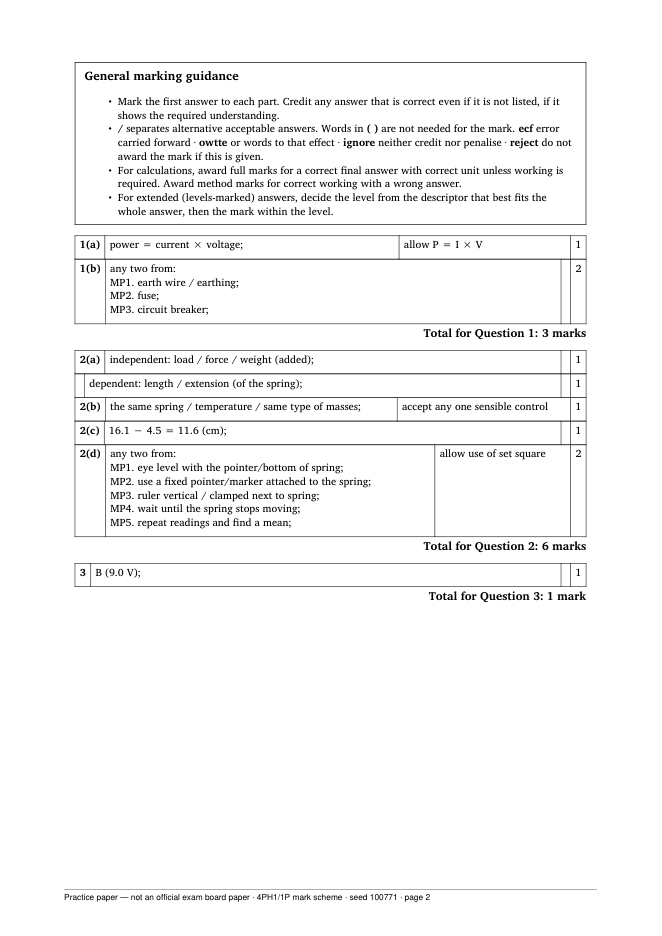 General marking guidance
• Mark the first answer to each part. Credit any answer that is correct even if it is not listed, if it
shows the required understanding.
• / separates alternative acceptable answers. Words in ( ) are not needed for the mark. ecf error
carried forward · owtte or words to that effect · ignore neither credit nor penalise · reject do not
award the mark if this is given.
• For calculations, award full marks for a correct final answer with correct unit unless working is
required. Award method marks for correct working with a wrong answer.
• For extended (levels-marked) answers, decide the level from the descriptor that best fits the
whole answer, then the mark within the level.
1(a) power = current × voltage; allow P = I × V 1
1(b) any two from: 2
MP1. earth wire / earthing;
MP2. fuse;
MP3. circuit breaker;
Total for Question 1: 3 marks
2(a) independent: load / force / weight (added); 1
dependent: length / extension (of the spring); 1
2(b) the same spring / temperature / same type of masses; accept any one sensible control 1
2(c) 16.1 − 4.5 = 11.6 (cm); 1
2(d) any two from: allow use of set square 2
MP1. eye level with the pointer/bottom of spring;
MP2. use a fixed pointer/marker attached to the spring;
MP3. ruler vertical / clamped next to spring;
MP4. wait until the spring stops moving;
MP5. repeat readings and find a mean;
Total for Question 2: 6 marks
3 B (9.0 V); 1
Total for Question 3: 1 mark
Practice paper — not an official exam board paper · 4PH1/1P mark scheme · seed 100771 · page 2